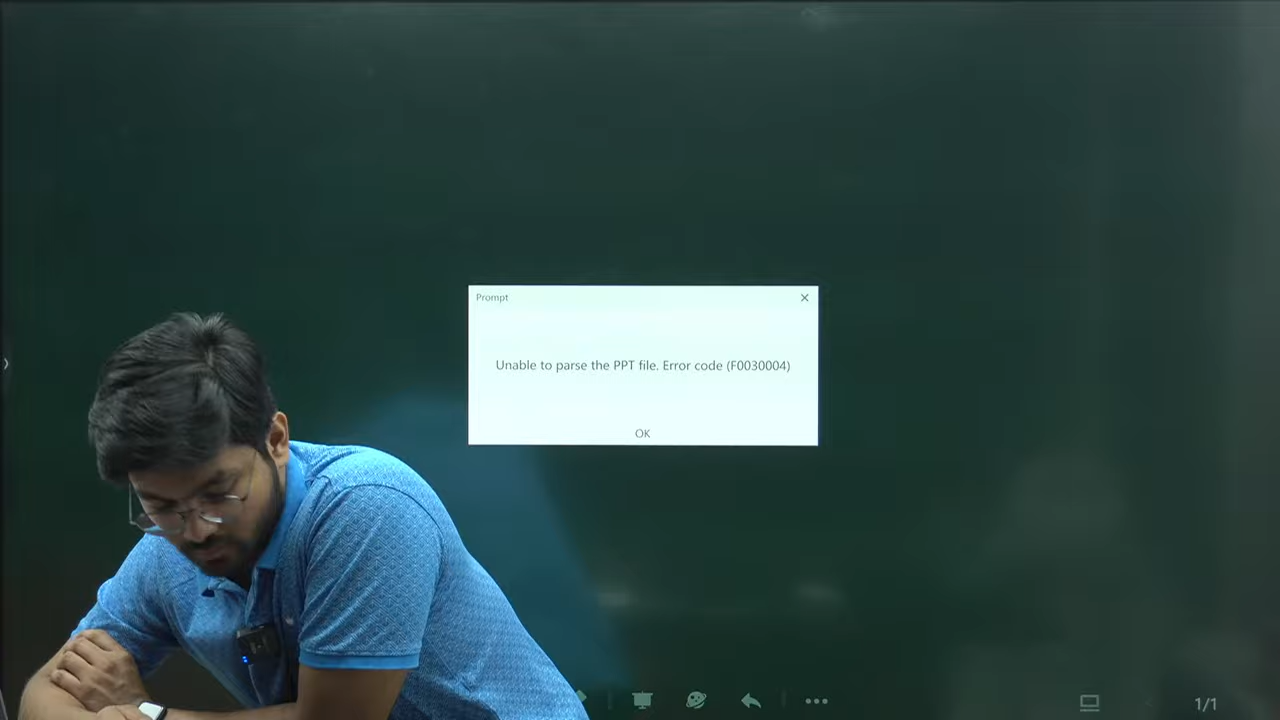 Prompt
Unable to parse the PPT file. Error code (F0030004)
OK
1/1